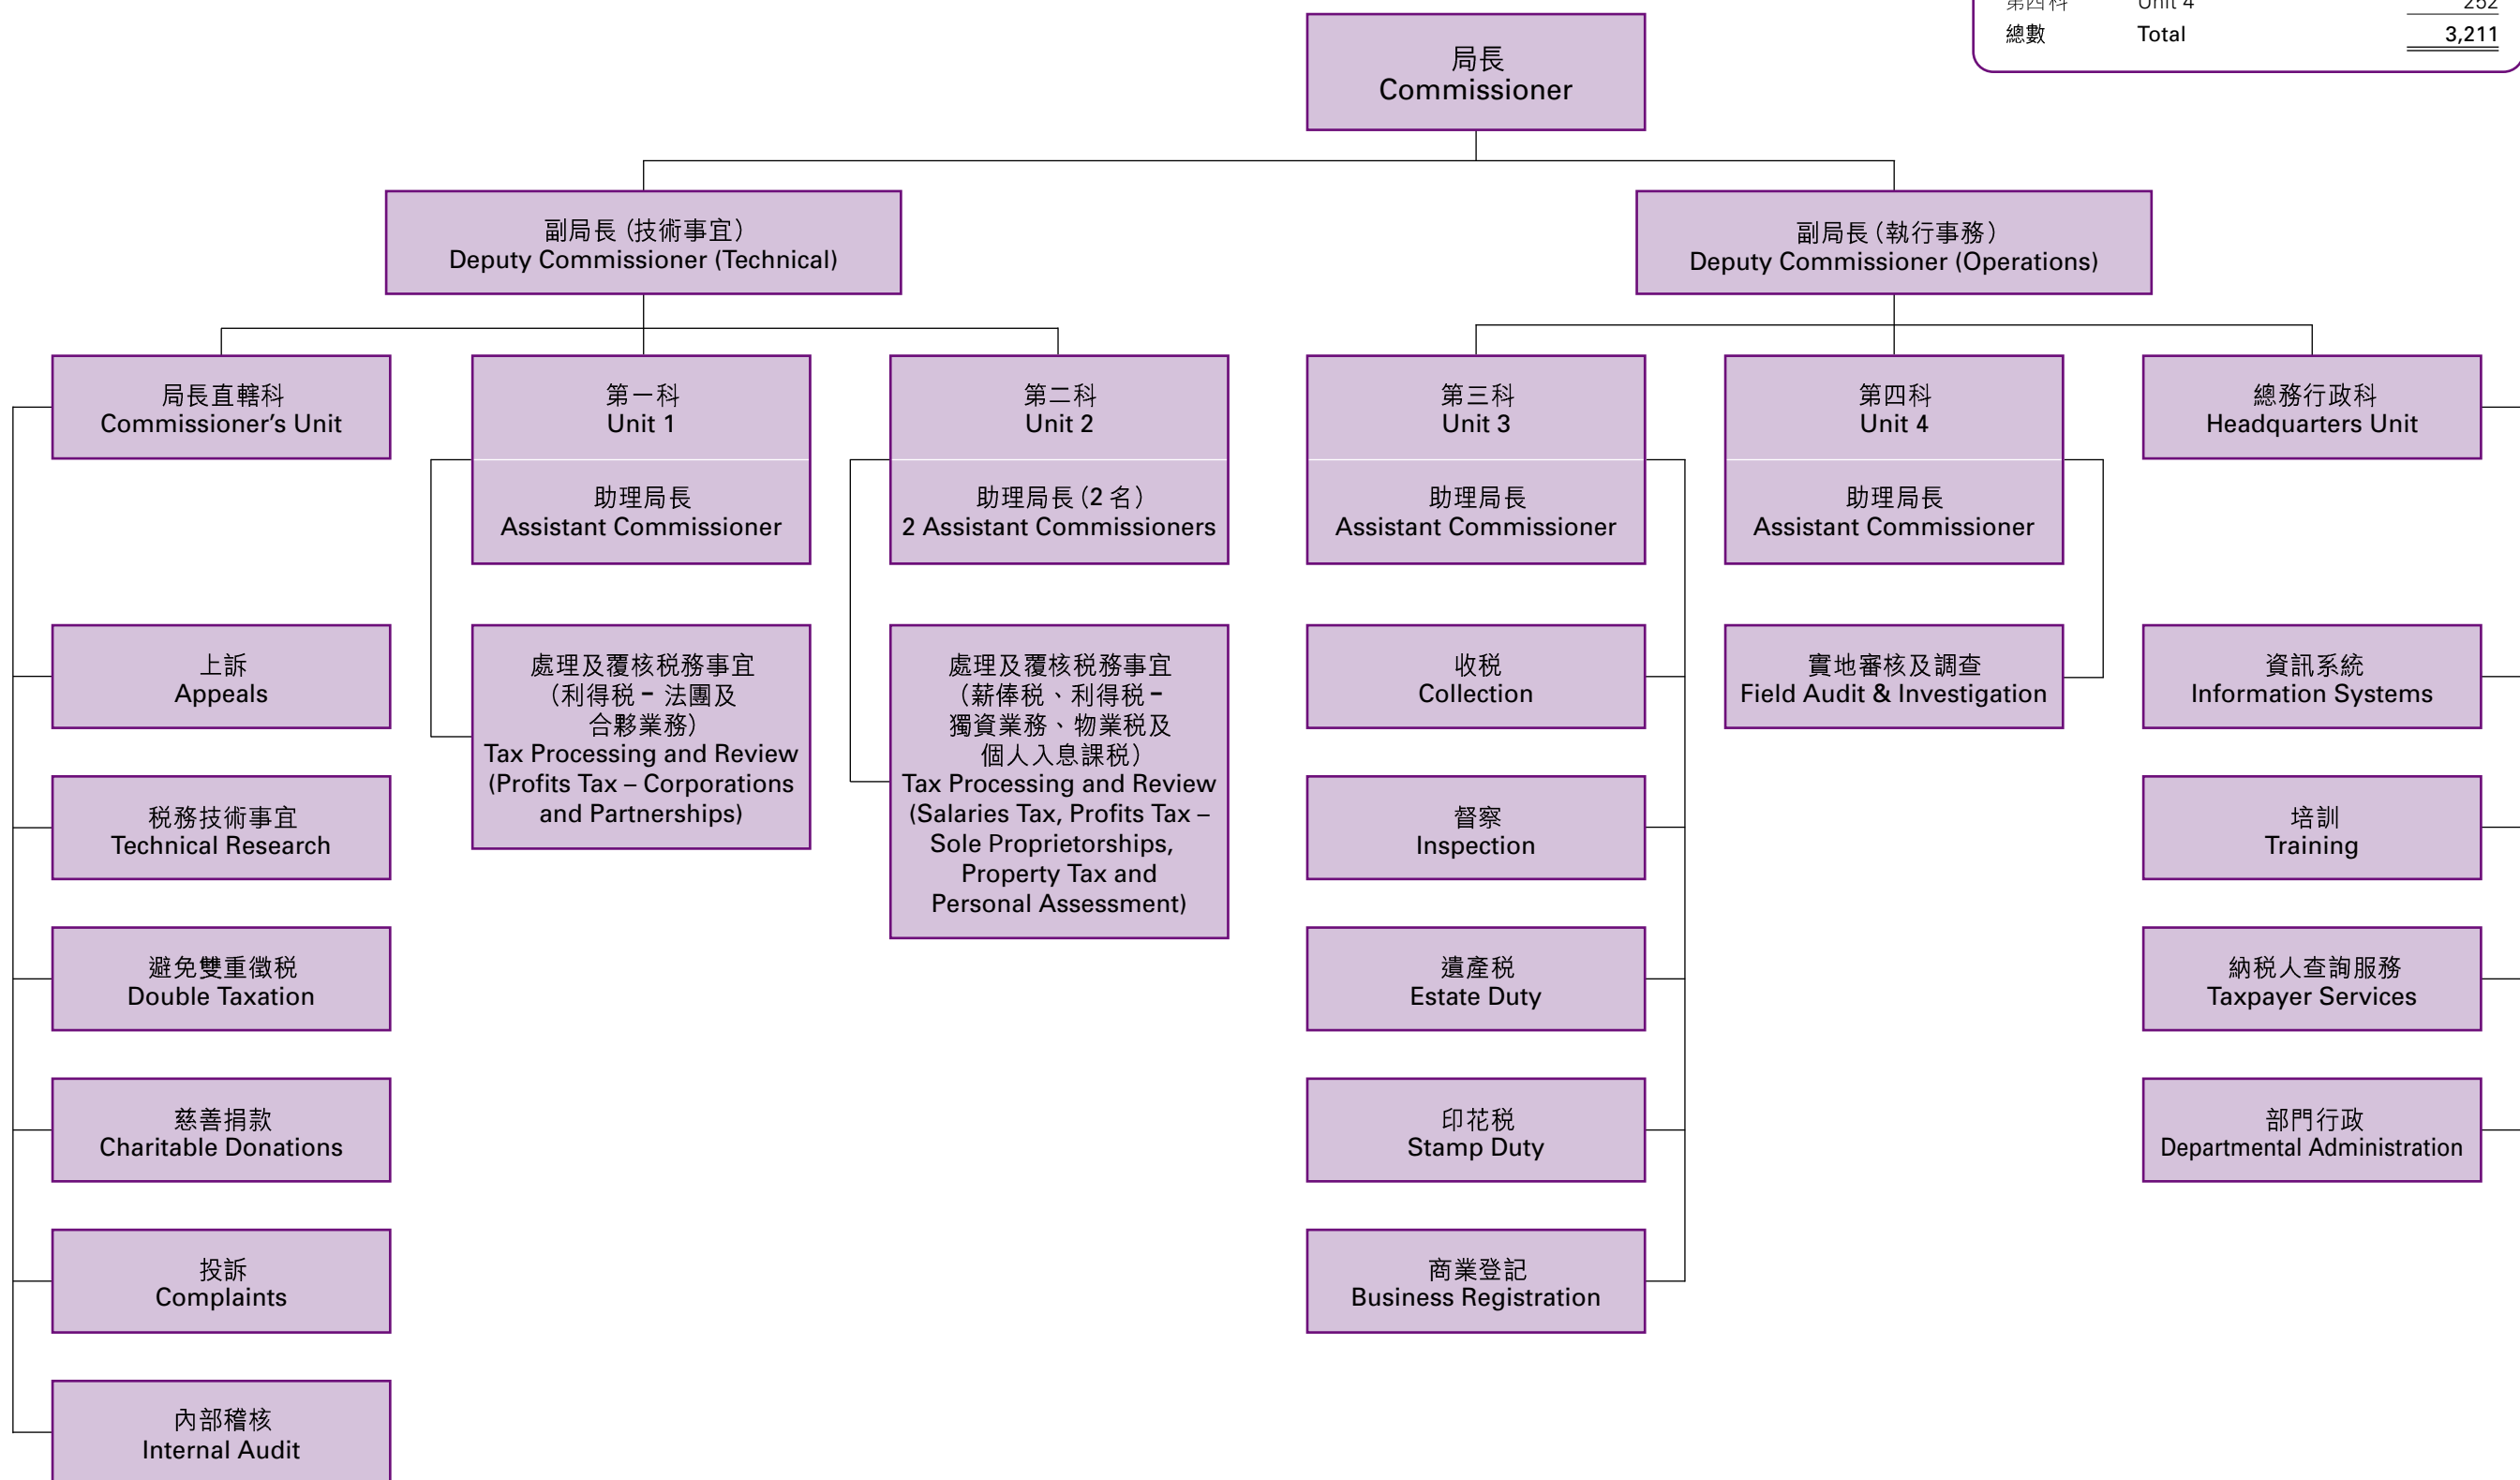 第四科 Unit 4 252
總數 Total 3,211
局長
Commissioner
副局長 (技術事宜)
Deputy Commissioner (Technical)
副局長 (執行事務)
Deputy Commissioner (Operations)
局長直轄科
Commissioner's Unit
第一科
Unit 1
助理局長
Assistant Commissioner
第二科
Unit 2
助理局長 (2 名)
2 Assistant Commissioners
第三科
Unit 3
助理局長
Assistant Commissioner
第四科
Unit 4
助理局長
Assistant Commissioner
總務行政科
Headquarters Unit
上訴
Appeals
稅務技術事宜
Technical Research
避免雙重徵稅
Double Taxation
慈善捐款
Charitable Donations
投訴
Complaints
內部稽核
Internal Audit
處理及覆核稅務事宜
(利得稅 – 法團及
合夥業務)
Tax Processing and Review
(Profits Tax – Corporations
and Partnerships)
處理及覆核稅務事宜
(薪俸稅、利得稅 –
獨資業務、物業稅及
個人入息課稅)
Tax Processing and Review
(Salaries Tax, Profits Tax –
Sole Proprietorships,
Property Tax and
Personal Assessment)
收稅
Collection
督察
Inspection
遺產稅
Estate Duty
印花稅
Stamp Duty
商業登記
Business Registration
實地審核及調查
Field Audit & Investigation
資訊系統
Information Systems
培訓
Training
納稅人查詢服務
Taxpayer Services
部門行政
Departmental Administration